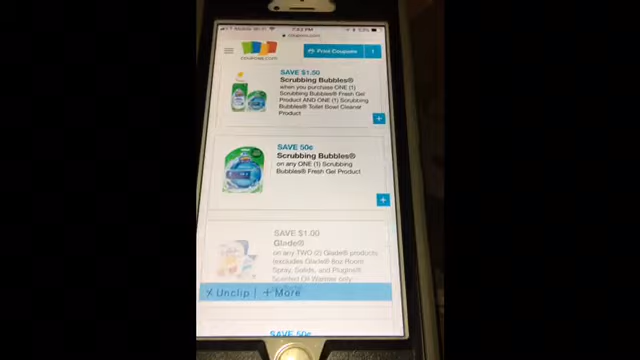 7:43 PM
coupons.com
coupons.com
Print Coupons
1
SAVE $1.50
Scrubbing Bubbles®
when you purchase ONE (1)
Scrubbing Bubbles® Fresh Gel
Product AND ONE (1) Scrubbing
Bubbles® Toilet Bowl Cleaner
Product
+
SAVE 50¢
Scrubbing Bubbles®
on any ONE (1) Scrubbing
Bubbles® Fresh Gel Product
+
SAVE $1.00
Glade®
on any TWO (2) Glade® products
(excludes Glade® 8oz Room
Spray, Solids, and PlugIns®
Scented Oil Warmer only
X Unclip | + More
SAVE 50¢